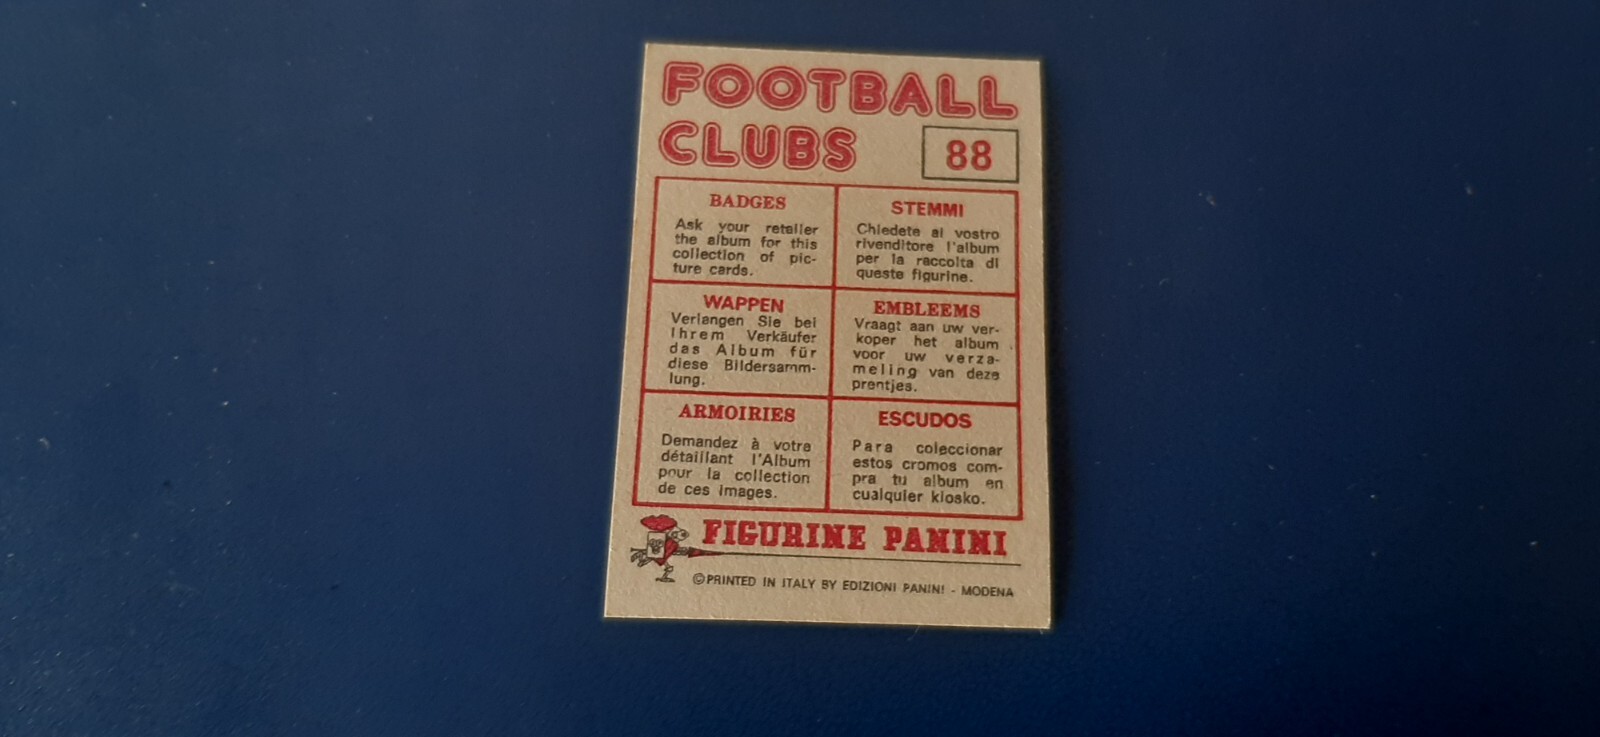 FOOTBALL
CLUBS
88
BADGES
Ask your retailer
the album for this
collection of pic-
ture cards.
STEMMI
Chiedete al vostro
rivenditore l'album
per la raccolta di
queste figurine.
WAPPEN
Verlangen Sie bei
Ihrem Verkäufer
das Album für
diese Bildersamm-
lung.
EMBLEEMS
Vraagt aan uw ver-
koper het album
voor uw verza-
meling van deze
prentjes.
ARMOIRIES
Demandez à votre
détaillant l'Album
pour la collection
de ces images.
ESCUDOS
Para coleccionar
estos cromos com-
pra tu album en
cualquier kiosko.
FIGURINE PANINI
©PRINTED IN ITALY BY EDIZIONI PANINI - MODENA